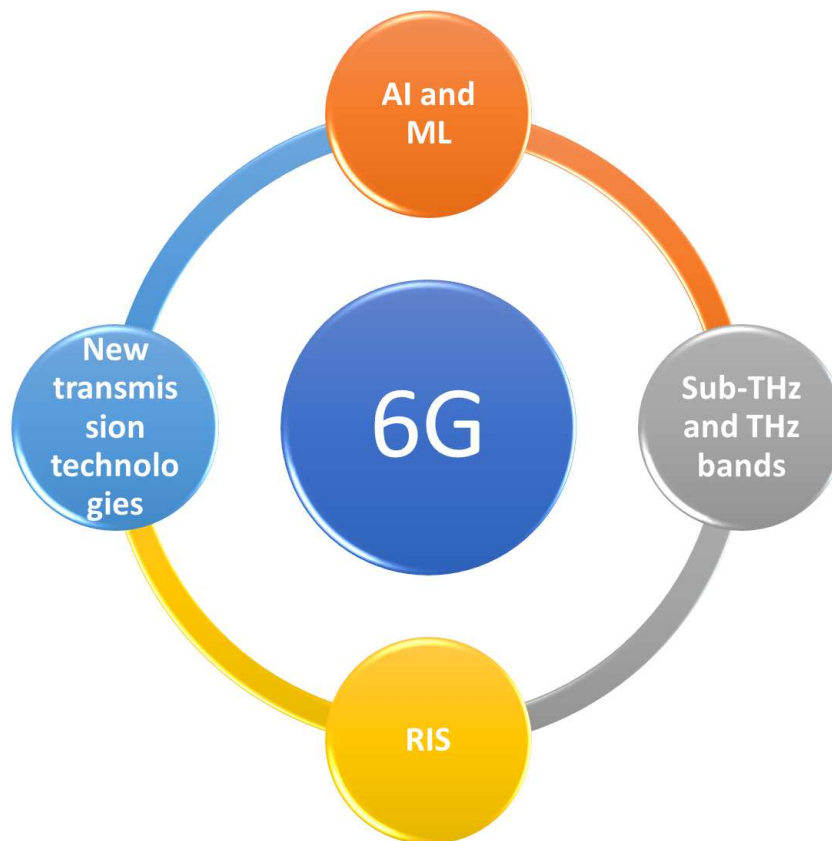 AI and
ML
New
transmis
sion
technolo
gies
6G
Sub-THz
and THz
bands
RIS